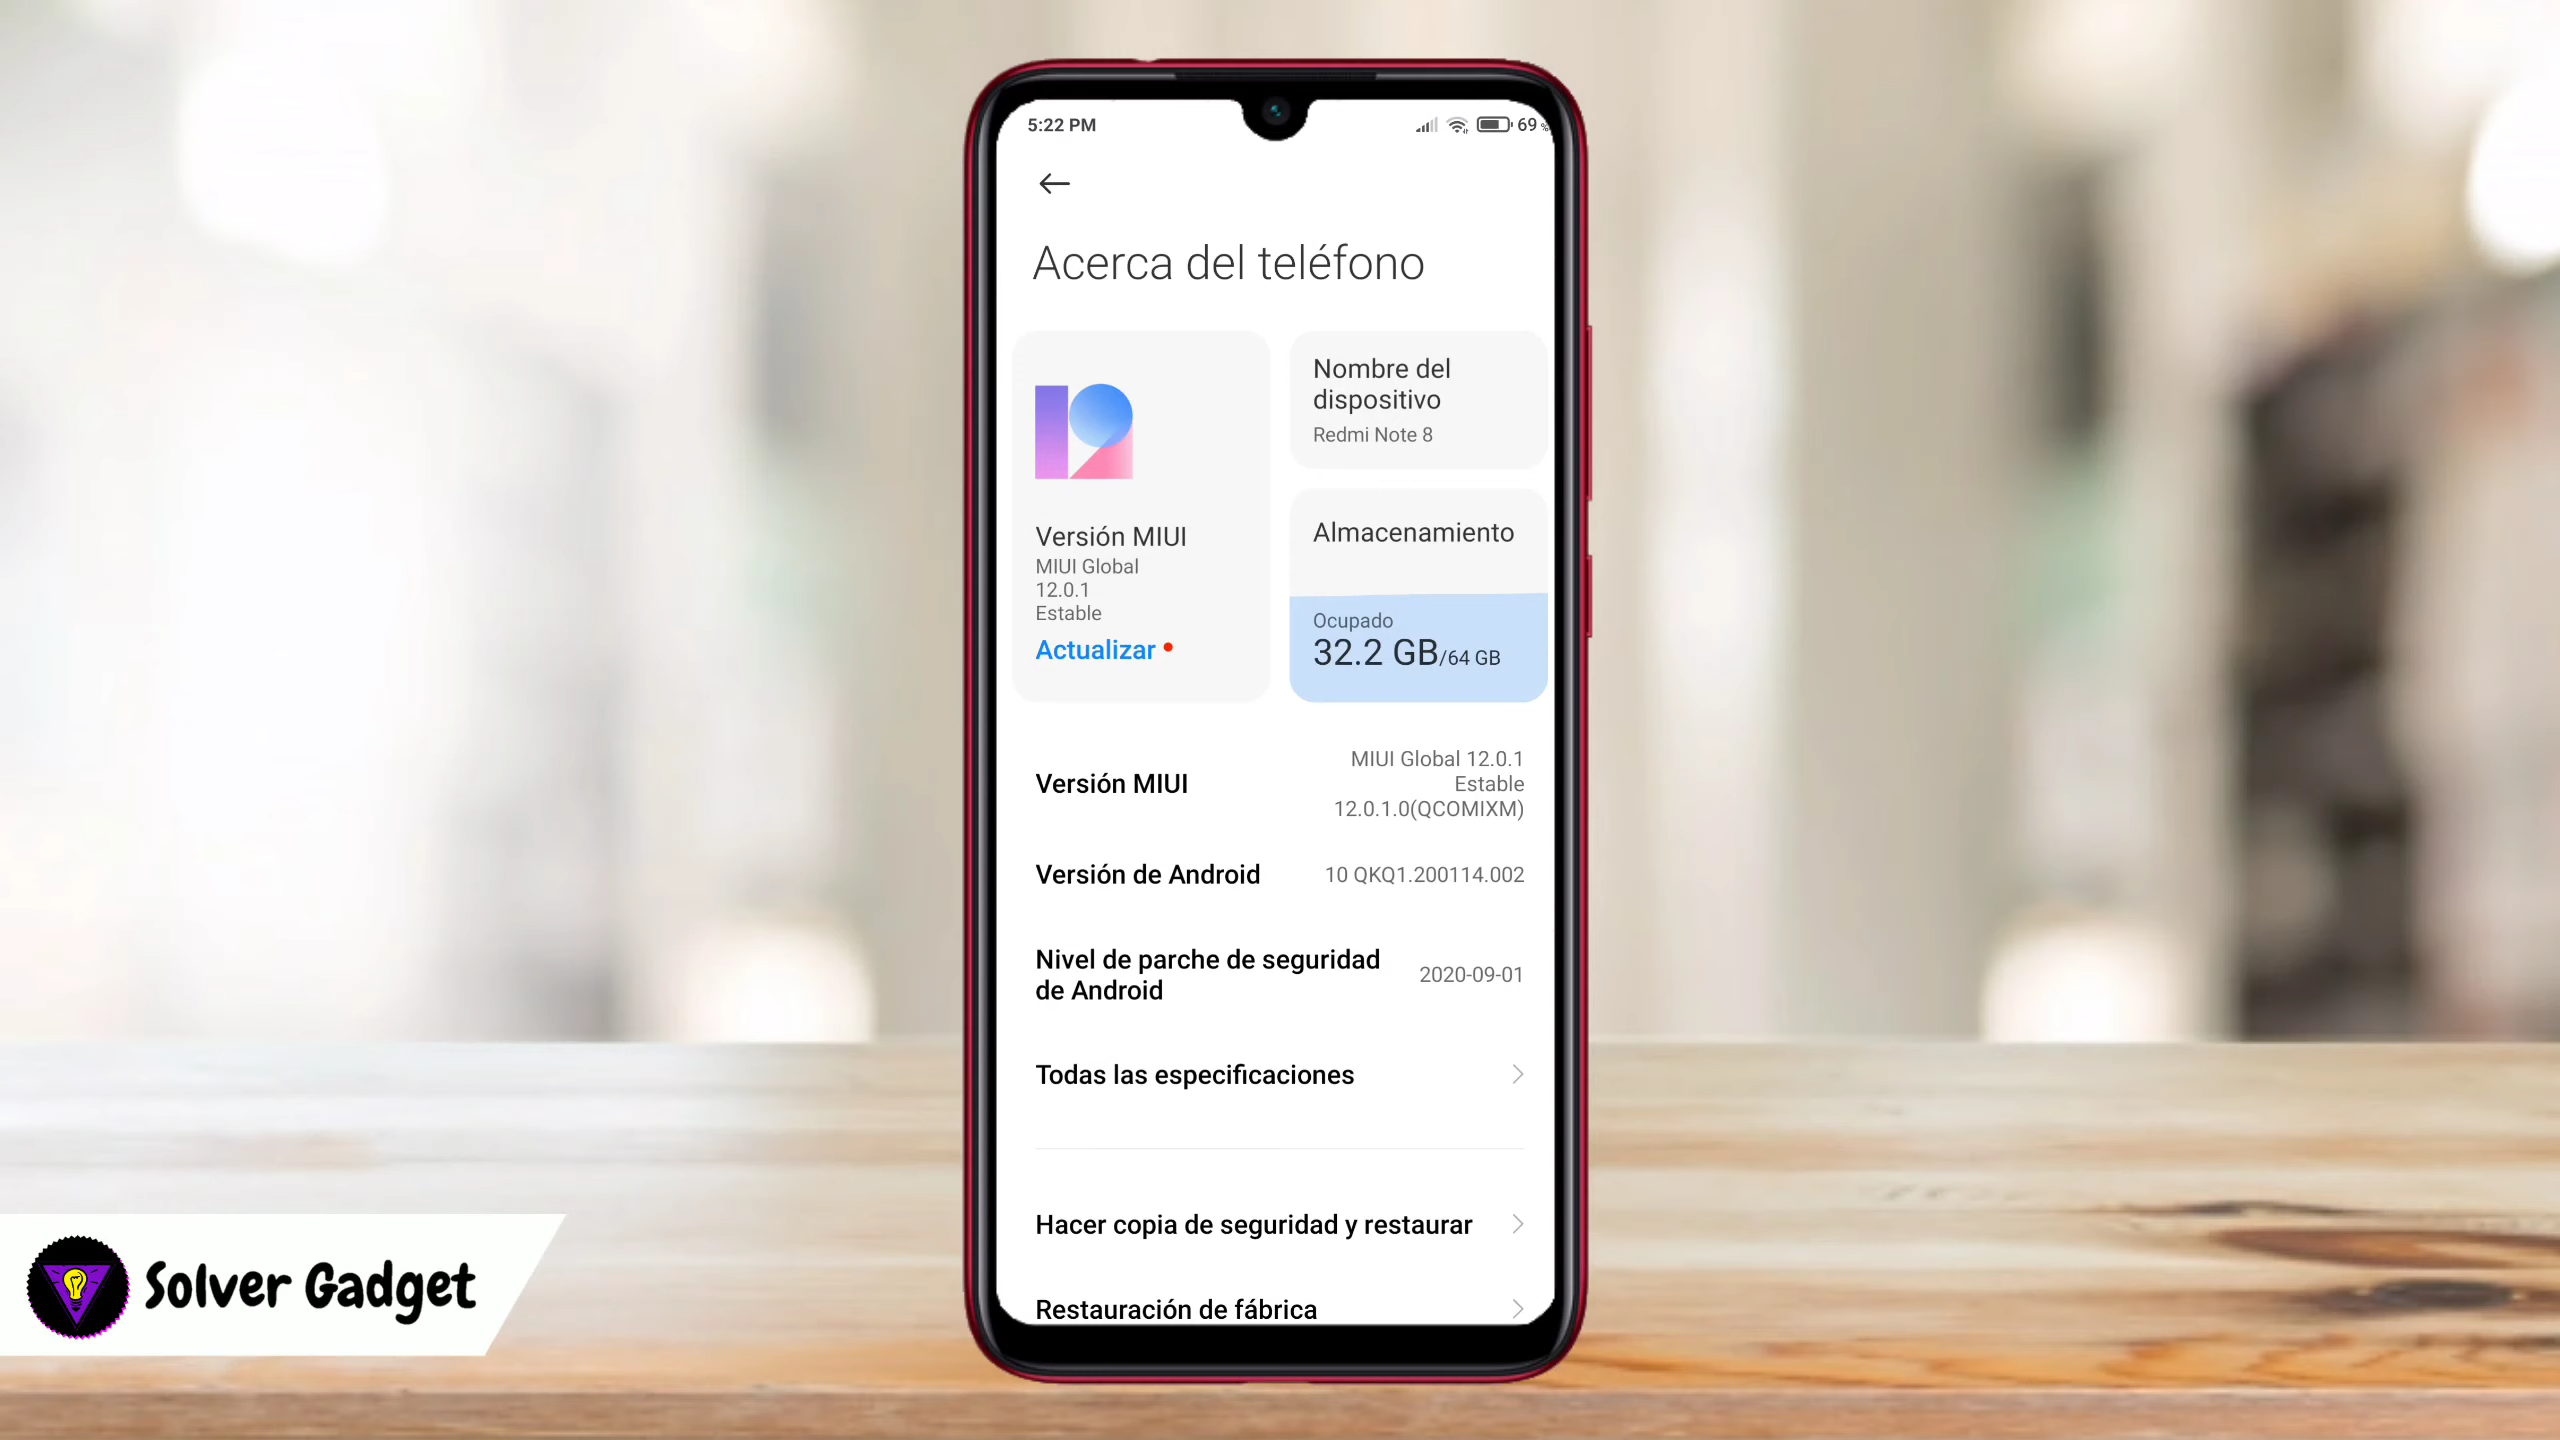 5:22 PM
69
Acerca del teléfono
Versión MIUI
MIUI Global
12.0.1
Estable
Actualizar
Nombre del
dispositivo
Redmi Note 8
Almacenamiento
Ocupado
32.2 GB/64 GB
Versión MIUI
MIUI Global 12.0.1
Estable
12.0.1.0(QCOMIXM)
Versión de Android
10 QKQ1.200114.002
Nivel de parche de seguridad
de Android
2020-09-01
Todas las especificaciones
Hacer copia de seguridad y restaurar
Restauración de fábrica
Solver Gadget